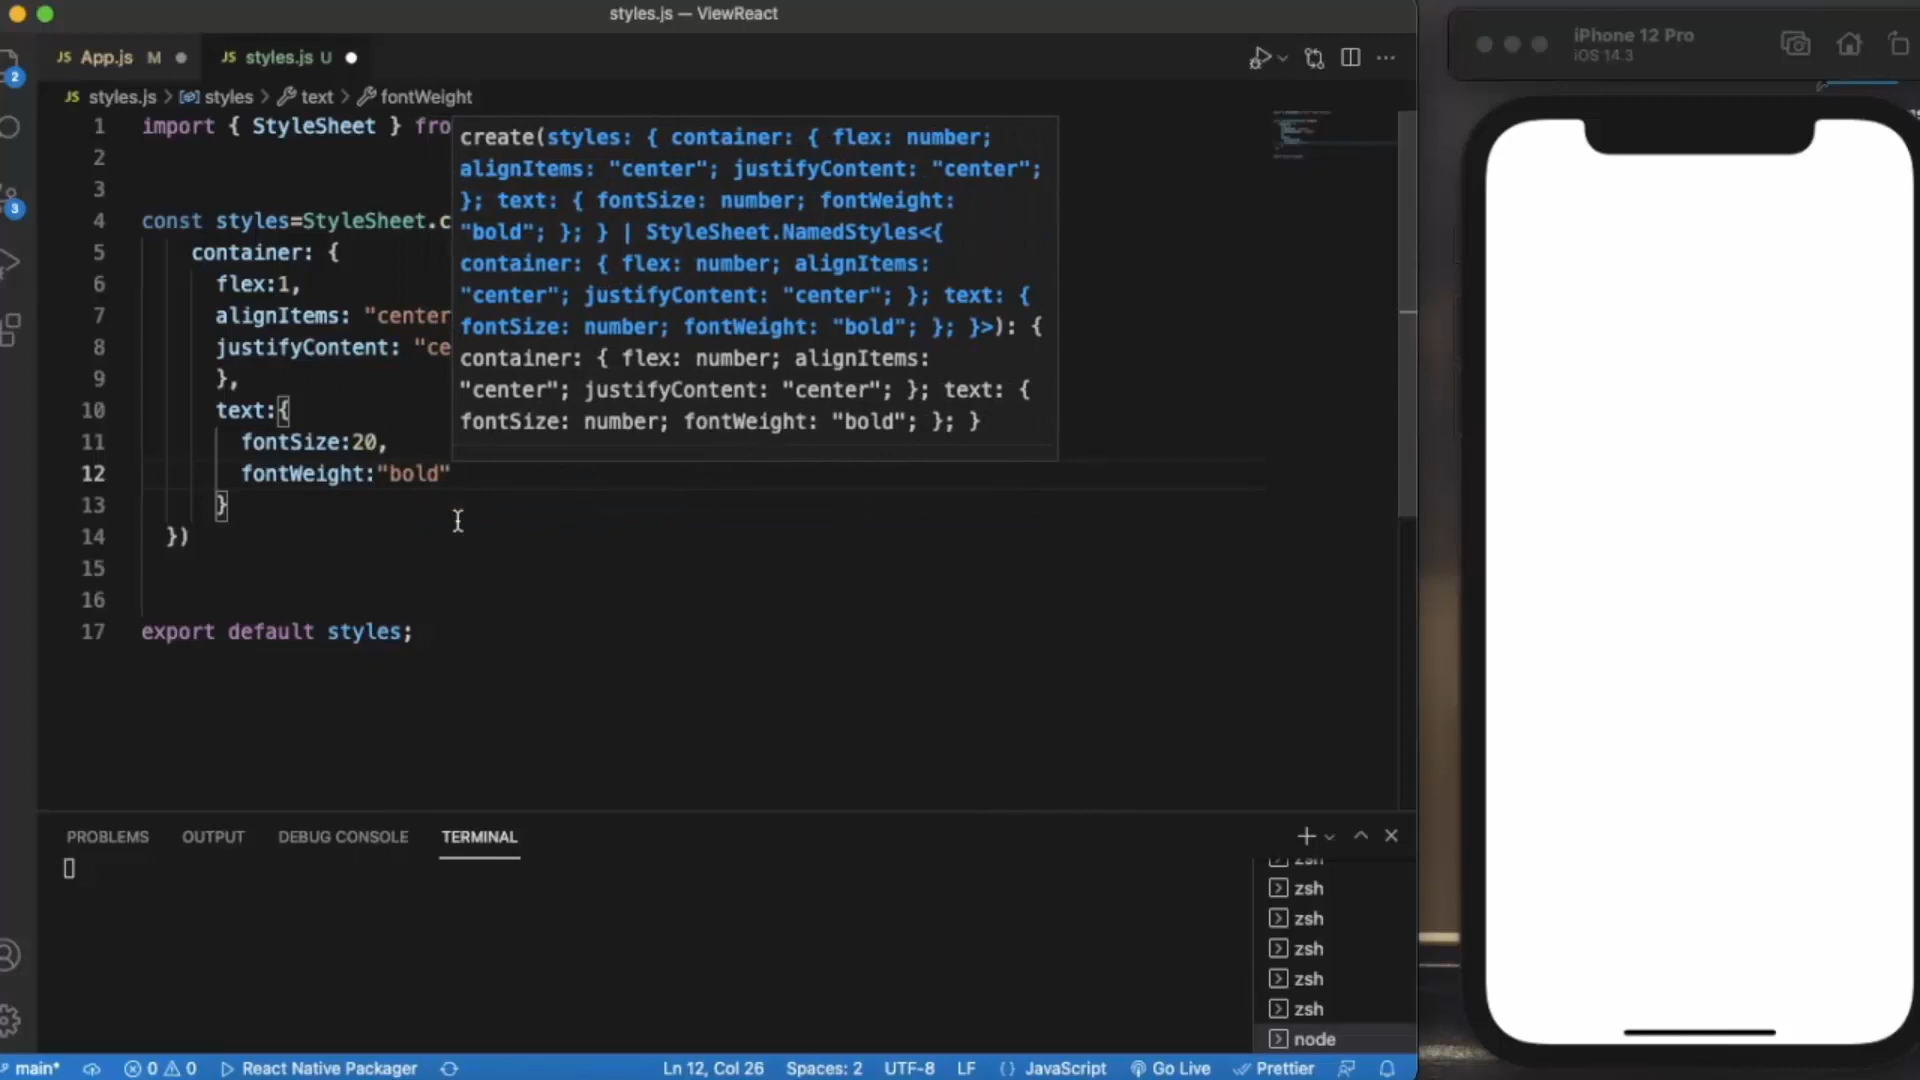 styles.js — ViewReact
JS App.js M
JS styles.js U
JS styles.js > styles > text > fontWeight
iPhone 12 Pro
iOS 14.3
2
3
1 import { StyleSheet } fro
2
3
4 const styles=StyleSheet.c
5 container: {
6 flex:1,
7 alignItems: "center
8 justifyContent: "ce
9 },
10 text:{
11 fontSize:20,
12 fontWeight:"bold"
13 }
14 })
15
16
17 export default styles;
create(styles: { container: { flex: number;
alignItems: "center"; justifyContent: "center";
}; text: { fontSize: number; fontWeight:
"bold"; }; } | StyleSheet.NamedStyles<{
container: { flex: number; alignItems:
"center"; justifyContent: "center"; }; text: {
fontSize: number; fontWeight: "bold"; }; }>): {
container: { flex: number; alignItems:
"center"; justifyContent: "center"; }; text: {
fontSize: number; fontWeight: "bold"; }; }
PROBLEMS OUTPUT DEBUG CONSOLE TERMINAL
zsh
zsh
zsh
zsh
zsh
zsh
node
main* 0 0 React Native Packager Ln 12, Col 26 Spaces: 2 UTF-8 LF {} JavaScript Go Live Prettier